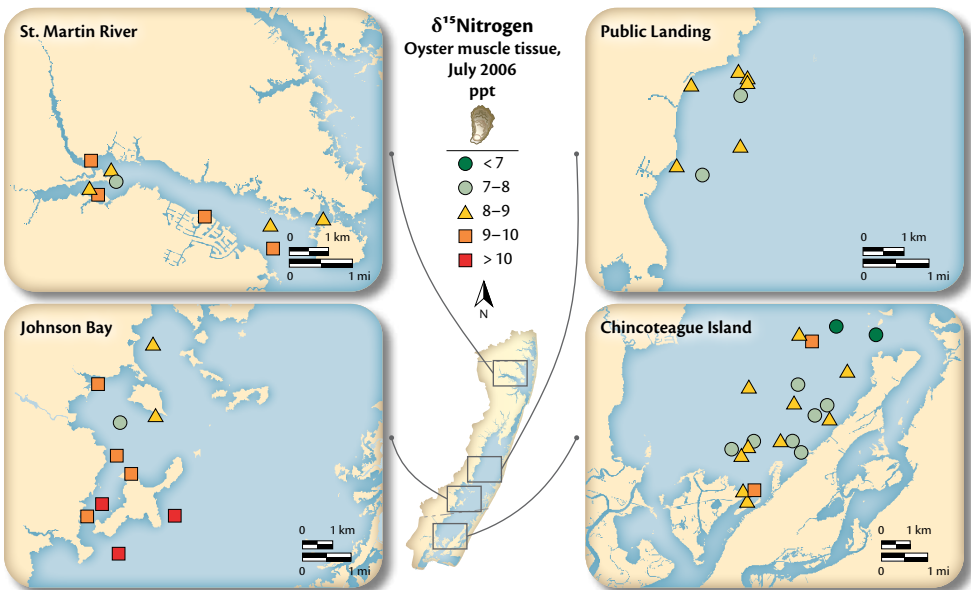 St. Martin River
0 1 km
0 1 mi
δ¹⁵Nitrogen
Oyster muscle tissue,
July 2006
ppt
< 7
7–8
8–9
9–10
> 10
N
Public Landing
0 1 km
0 1 mi
Johnson Bay
0 1 km
0 1 mi
Chincoteague Island
0 1 km
0 1 mi